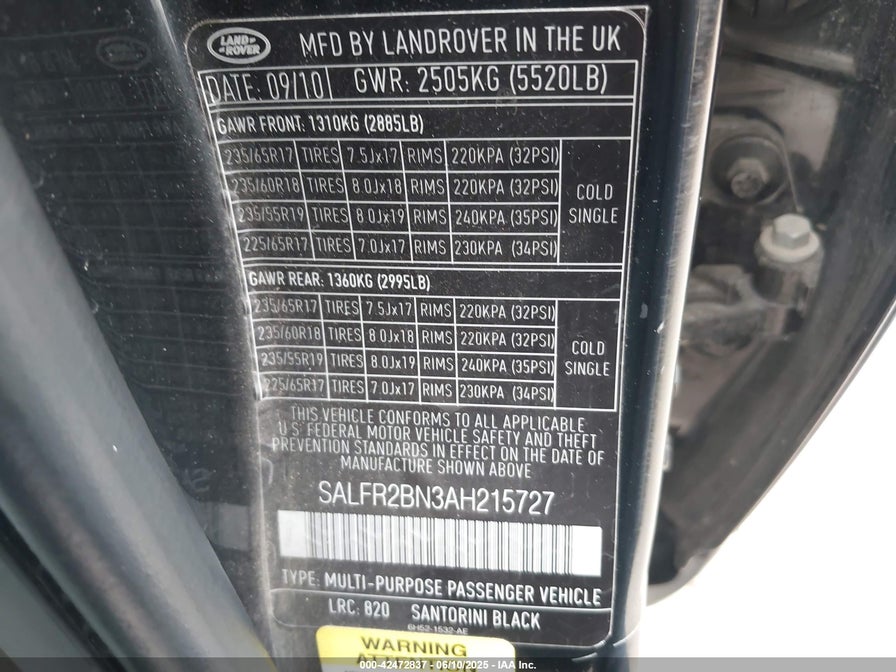 LAND ROVER
MFD BY LANDROVER IN THE UK
DATE: 09/10 GWR: 2505KG (5520LB)
GAWR FRONT: 1310KG (2885LB)
235/65R17 TIRES 7.5Jx17 RIMS 220KPA (32PSI)
235/60R18 TIRES 8.0Jx18 RIMS 220KPA (32PSI)
COLD
235/55R19 TIRES 8.0Jx19 RIMS 240KPA (35PSI)
SINGLE
225/65R17 TIRES 7.0Jx17 RIMS 230KPA (34PSI)
GAWR REAR: 1360KG (2995LB)
235/65R17 TIRES 7.5Jx17 RIMS 220KPA (32PSI)
235/60R18 TIRES 8.0Jx18 RIMS 220KPA (32PSI)
COLD
235/55R19 TIRES 8.0Jx19 RIMS 240KPA (35PSI)
SINGLE
225/65R17 TIRES 7.0Jx17 RIMS 230KPA (34PSI)
THIS VEHICLE CONFORMS TO ALL APPLICABLE
U S FEDERAL MOTOR VEHICLE SAFETY AND THEFT
PREVENTION STANDARDS IN EFFECT ON THE DATE OF
MANUFACTURE SHOWN ABOVE
SALFR2BN3AH215727
TYPE: MULTI-PURPOSE PASSENGER VEHICLE
LRC: 820 SANTORINI BLACK
6H52-1532-AE
WARNING
000-42472837 - 06/10/2025 - IAA Inc.